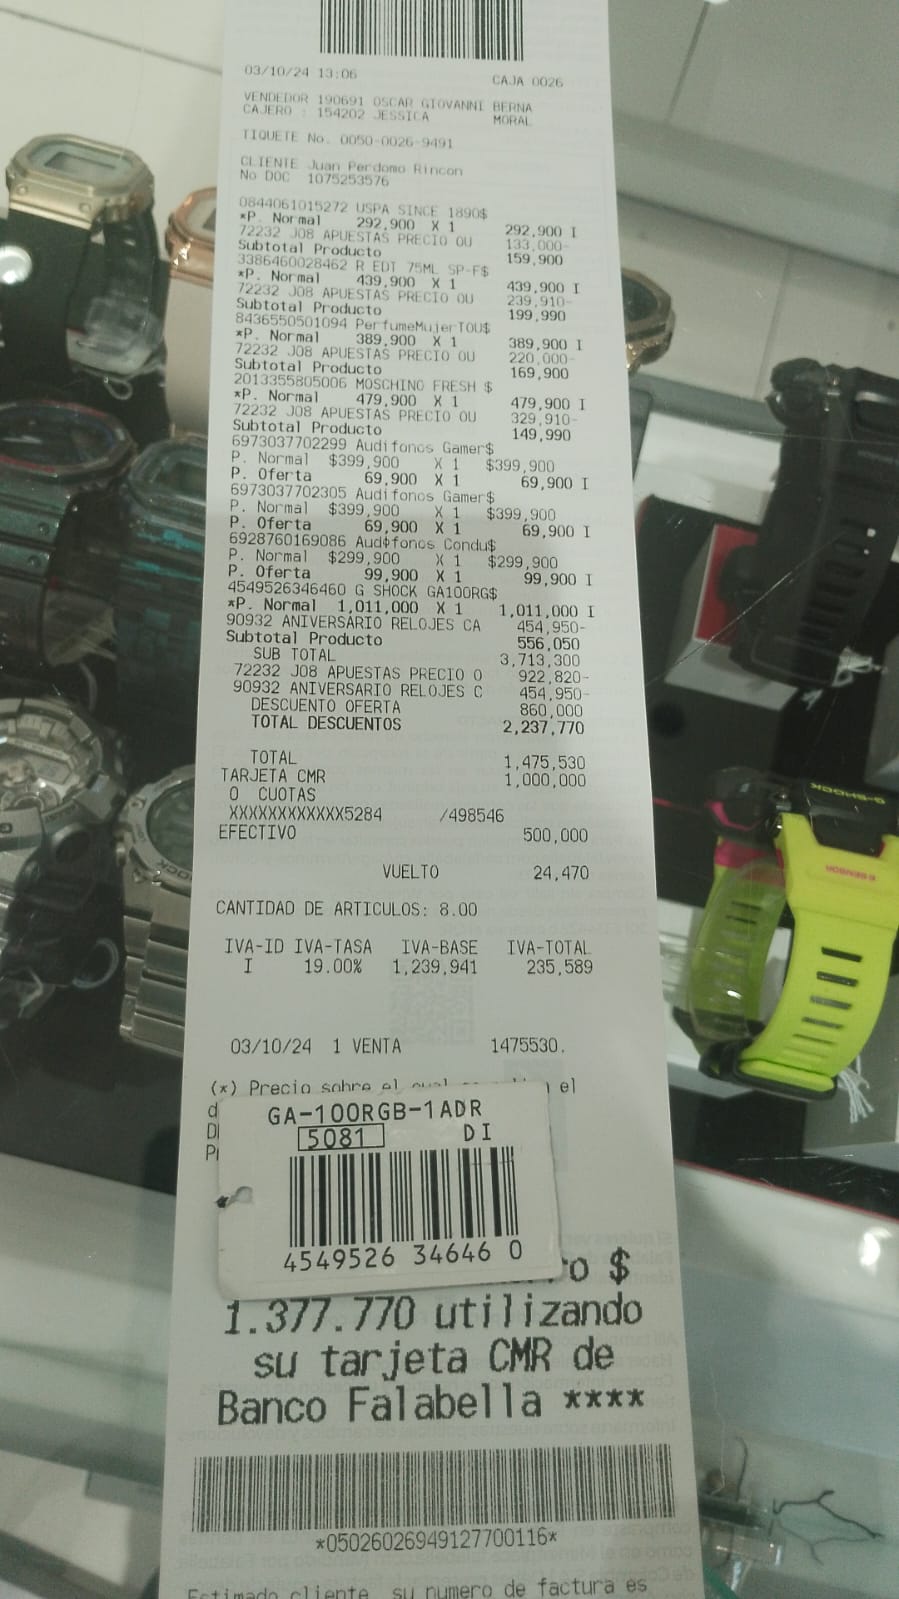 03/10/24 13:06 CAJA 0026
VENDEDOR 190691 OSCAR GIOVANNI BERNA
CAJERO : 154202 JESSICA MORAL
TIQUETE No. 0050-0026-9491
CLIENTE Juan Perdomo Rincon
No DOC 1075253576
0844061015272 USPA SINCE 1890$
*P. Normal 292,900 X 1 292,900 I
72232 J08 APUESTAS PRECIO OU 133,000-
Subtotal Producto 159,900
3386460028462 R EDT 75ML SP-F$
*P. Normal 439,900 X 1 439,900 I
72232 J08 APUESTAS PRECIO OU 239,910-
Subtotal Producto 199,990
8436550501094 PerfumeMujerTOU$
*P. Normal 389,900 X 1 389,900 I
72232 J08 APUESTAS PRECIO OU 220,000-
Subtotal Producto 169,900
2013355805006 MOSCHINO FRESH $
*P. Normal 479,900 X 1 479,900 I
72232 J08 APUESTAS PRECIO OU 329,910-
Subtotal Producto 149,990
6973037702299 Audifonos Gamer$
P. Normal $399,900 X 1 $399,900
P. Oferta 69,900 X 1 69,900 I
6973037702305 Audifonos Gamer$
P. Normal $399,900 X 1 $399,900
P. Oferta 69,900 X 1 69,900 I
6928760169086 Aud¢fonos Condu$
P. Normal $299,900 X 1 $299,900
P. Oferta 99,900 X 1 99,900 I
4549526346460 G SHOCK GA100RG$
*P. Normal 1,011,000 X 1 1,011,000 I
90932 ANIVERSARIO RELOJES CA 454,950-
Subtotal Producto 556,050
SUB TOTAL 3,713,300
72232 J08 APUESTAS PRECIO O 922,820-
90932 ANIVERSARIO RELOJES C 454,950-
DESCUENTO OFERTA 860,000
TOTAL DESCUENTOS 2,237,770
TOTAL 1,475,530
TARJETA CMR 1,000,000
0 CUOTAS
XXXXXXXXXXXX5284 /498546
EFECTIVO 500,000
VUELTO 24,470
CANTIDAD DE ARTICULOS: 8.00
IVA-ID IVA-TASA IVA-BASE IVA-TOTAL
I 19.00% 1,239,941 235,589
03/10/24 1 VENTA 1475530.
(*) Precio sobre el cual el
GA-100RGB-1ADR
5081 DI
4549526 34646 0
$
1.377.770 utilizando
su tarjeta CMR de
Banco Falabella ****
*05026026949127700116*
Estimado cliente, su numero de factura es
G-SHOCK